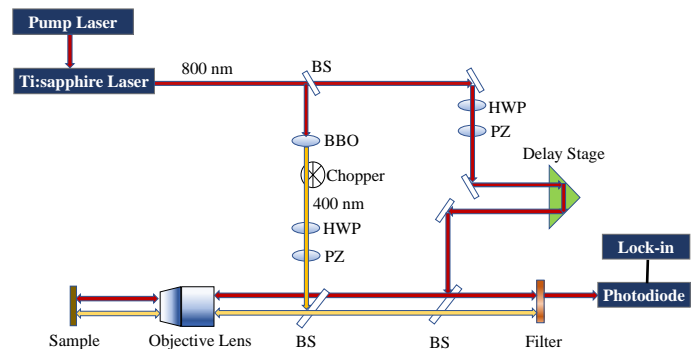 Pump Laser
Ti:sapphire Laser
800 nm
BS
HWP
PZ
BBO
Delay Stage
Chopper
400 nm
HWP
PZ
Lock-in
Photodiode
Sample
Objective Lens
BS
BS
Filter